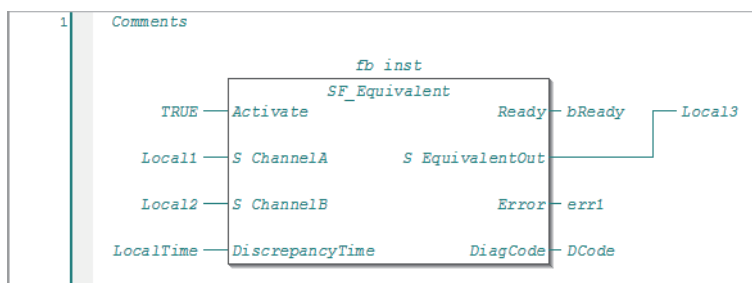 1 Comments
fb inst
SF_Equivalent
TRUE Activate Ready bReady Local3
Local1 S ChannelA S EquivalentOut
Local2 S ChannelB Error err1
LocalTime DiscrepancyTime DiagCode DCode